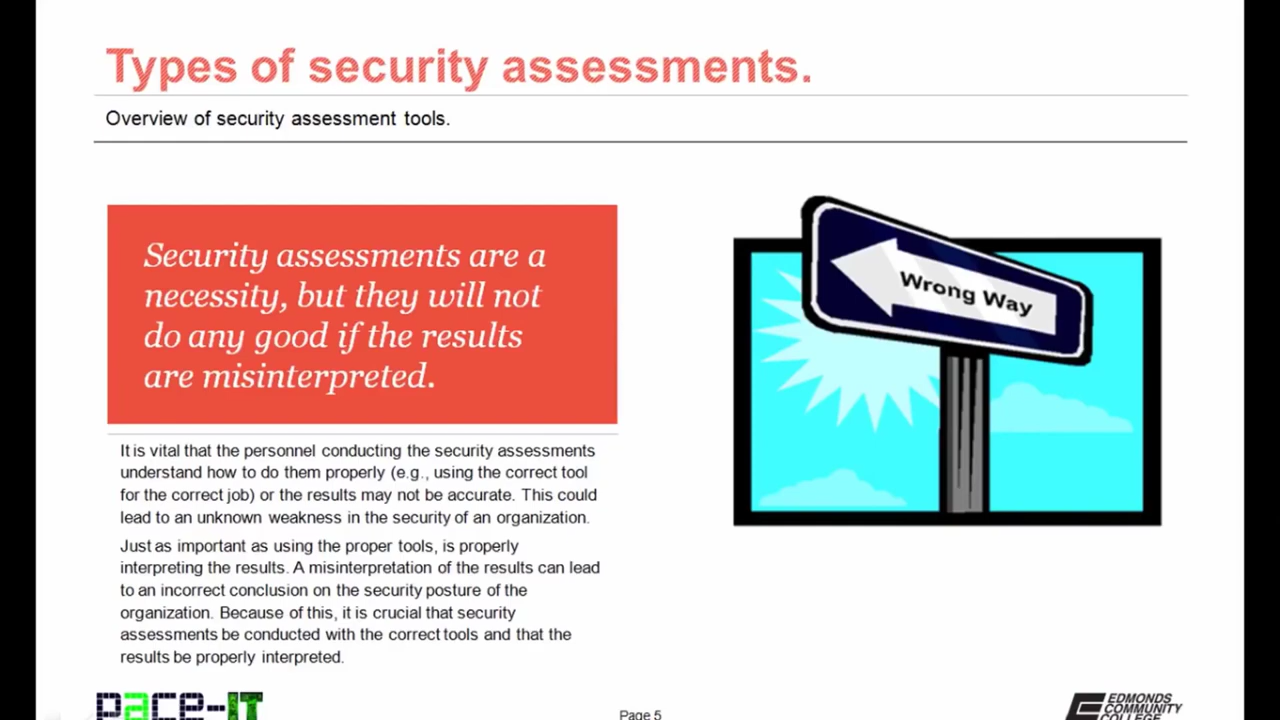 Types of security assessments.
Overview of security assessment tools.
Security assessments are a
necessity, but they will not
do any good if the results
are misinterpreted.
Wrong Way
It is vital that the personnel conducting the security assessments
understand how to do them properly (e.g., using the correct tool
for the correct job) or the results may not be accurate. This could
lead to an unknown weakness in the security of an organization.
Just as important as using the proper tools, is properly
interpreting the results. A misinterpretation of the results can lead
to an incorrect conclusion on the security posture of the
organization. Because of this, it is crucial that security
assessments be conducted with the correct tools and that the
results be properly interpreted.
PACE-IT
Page 5
EDMONDS
COMMUNITY
COLLEGE